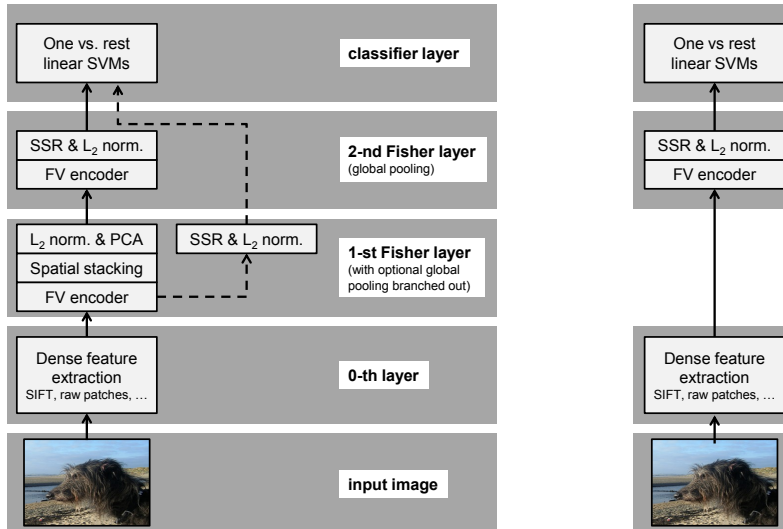 One vs. rest
linear SVMs
classifier layer
SSR & L2 norm.
FV encoder
2-nd Fisher layer
(global pooling)
L2 norm. & PCA
Spatial stacking
FV encoder
SSR & L2 norm.
1-st Fisher layer
(with optional global
pooling branched out)
Dense feature
extraction
SIFT, raw patches, …
0-th layer
input image
One vs rest
linear SVMs
SSR & L2 norm.
FV encoder
Dense feature
extraction
SIFT, raw patches, …